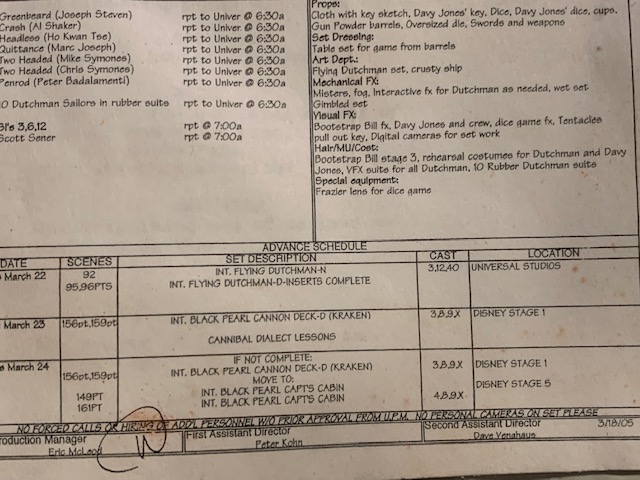 Greenbeard (Joseph Steven) rpt to Univer @ 6:30a
Crash (Al Shaker) rpt to Univer @ 6:30a
Headless (Ho Kwan Tse) rpt to Univer @ 6:30a
Quittance (Marc Joseph) rpt to Univer @ 6:30a
Two Headed (Mike Symones) rpt to Univer @ 6:30a
Two Headed (Chris Symones) rpt to Univer @ 6:30a
Penrod (Peter Badalamenti) rpt to Univer @ 6:30a
0 Dutchman Sailors in rubber suits rpt to Univer @ 6:30a
SI's 3,6,12 rpt @ 7:00a
Scott Sener rpt @ 7:00a
Props:
Cloth with key sketch, Davy Jones' key, Dice, Davy Jones' dice, cups.
Gun Powder barrels, Oversized die, Swords and weapons
Set Dressing:
Table set for game from barrels
Art Dept.:
Flying Dutchman set, crusty ship
Mechanical FX:
Misters, fog, Interactive fx for Dutchman as needed, wet set
Gimbled set
Visual FX:
Bootstrap Bill fx, Davy Jones and crew, dice game fx, Tentacles
pull out key, Digital cameras for set work
Hair/MU/Cost:
Bootstrap Bill stage 3, rehearsal costumes for Dutchman and Davy
Jones, VFX suits for all Dutchman, 10 Rubber Dutchman suits
Special equipment:
Frazier lens for dice game
ADVANCE SCHEDULE
DATE SCENES SET DESCRIPTION CAST LOCATION
March 22 92 INT. FLYING DUTCHMAN-N 3,12,40 UNIVERSAL STUDIOS
95,96PTS INT. FLYING DUTCHMAN-D-INSERTS COMPLETE
March 23 156pt,159pt INT. BLACK PEARL CANNON DECK-D (KRAKEN) 3,8,9X DISNEY STAGE 1
CANNIBAL DIALECT LESSONS
March 24 IF NOT COMPLETE:
156pt,159pt INT. BLACK PEARL CANNON DECK-D (KRAKEN) 3,8,9X DISNEY STAGE 1
MOVE TO:
149PT INT. BLACK PEARL CAPT'S CABIN 4,8,9X DISNEY STAGE 5
161PT INT. BLACK PEARL CAPT'S CABIN
NO FORCED CALLS OR HIRING OF ADD'L PERSONNEL W/O PRIOR APPROVAL FROM U.P.M. NO PERSONAL CAMERAS ON SET PLEASE
roduction Manager First Assistant Director Second Assistant Director 3/18/05
Eric McLeod Peter Kohn Dave Venghaus